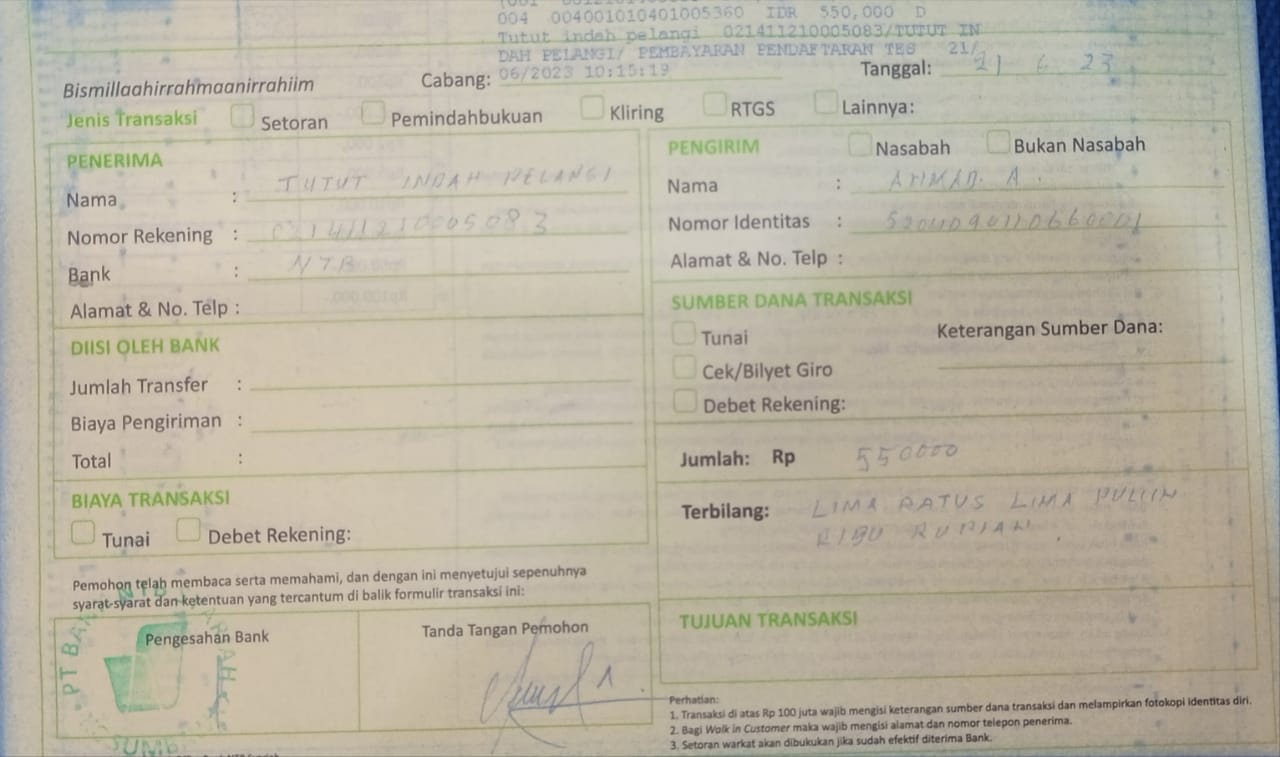 004 004001010401005360 IDR 550,000 D
Tutut indah pelangi 021411210005083/TUTUT IN
DAH PELANGI/ PEMBAYARAN PENDAFTARAN TES 21/
06/2023 10:15:19
Bismillaahirrahmaanirrahiim
Cabang:
Tanggal: 21 6 23
Jenis Transaksi Setoran Pemindahbukuan Kliring RTGS Lainnya:
PENERIMA
Nama : TUTUT INDAH PELANGI
Nomor Rekening : 021411210005083
Bank : NTB
Alamat & No. Telp :
DIISI OLEH BANK
Jumlah Transfer :
Biaya Pengiriman :
Total :
BIAYA TRANSAKSI
Tunai Debet Rekening:
Pemohon telah membaca serta memahami, dan dengan ini menyetujui sepenuhnya
syarat-syarat dan ketentuan yang tercantum di balik formulir transaksi ini:
Pengesahan Bank
Tanda Tangan Pemohon
PT BANK NTB
PENGIRIM Nasabah Bukan Nasabah
Nama : AHMAD. A.
Nomor Identitas :
Alamat & No. Telp :
SUMBER DANA TRANSAKSI
Tunai
Keterangan Sumber Dana:
Cek/Bilyet Giro
Debet Rekening:
Jumlah: Rp 550000
Terbilang: LIMA RATUS LIMA PULUH
RIBU RUPIAH.
TUJUAN TRANSAKSI
Perhatian:
1. Transaksi di atas Rp 100 juta wajib mengisi keterangan sumber dana transaksi dan melampirkan fotokopi identitas diri.
2. Bagi Walk in Customer maka wajib mengisi alamat dan nomor telepon penerima.
3. Setoran warkat akan dibukukan jika sudah efektif diterima Bank.